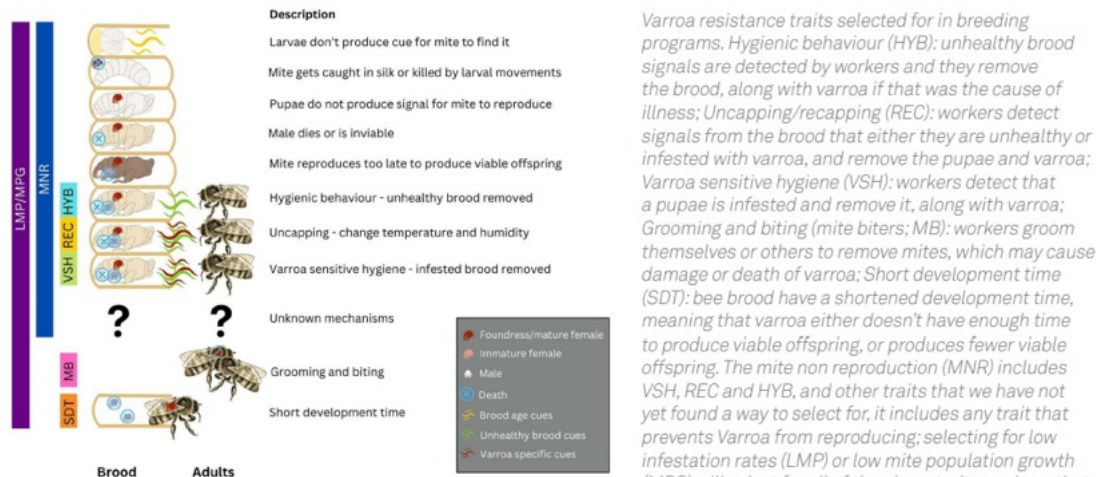 Description
Larvae don't produce cue for mite to find it
Mite gets caught in silk or killed by larval movements
Pupae do not produce signal for mite to reproduce
Male dies or is inviable
Mite reproduces too late to produce viable offspring
Hygienic behaviour - unhealthy brood removed
Uncapping - change temperature and humidity
Varroa sensitive hygiene - infested brood removed
Unknown mechanisms
Grooming and biting
Short development time
LMP/MPG
MNR
HYB
REC
VSH
MB
SDT
?
?
Brood
Adults
Foundress/mature female
Immature female
Male
Death
Brood age cues
Unhealthy brood cues
Varroa specific cues
Varroa resistance traits selected for in breeding
programs. Hygienic behaviour (HYB): unhealthy brood
signals are detected by workers and they remove
the brood, along with varroa if that was the cause of
illness; Uncapping/recapping (REC): workers detect
signals from the brood that either they are unhealthy or
infested with varroa, and remove the pupae and varroa;
Varroa sensitive hygiene (VSH): workers detect that
a pupae is infested and remove it, along with varroa;
Grooming and biting (mite biters; MB): workers groom
themselves or others to remove mites, which may cause
damage or death of varroa; Short development time
(SDT): bee brood have a shortened development time,
meaning that varroa either doesn't have enough time
to produce viable offspring, or produces fewer viable
offspring. The mite non reproduction (MNR) includes
VSH, REC and HYB, and other traits that we have not
yet found a way to select for, it includes any trait that
prevents Varroa from reproducing; selecting for low
infestation rates (LMP) or low mite population growth